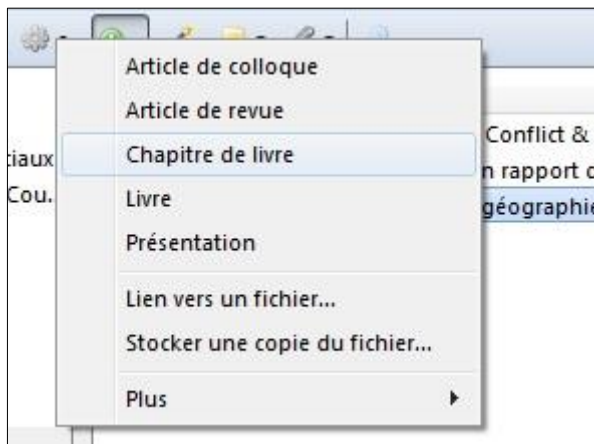 Article de colloque
Article de revue
Chapitre de livre
Livre
Présentation
Lien vers un fichier...
Stocker une copie du fichier...
Plus
tiaux
Cou.
Conflict &
n rapport
géographie